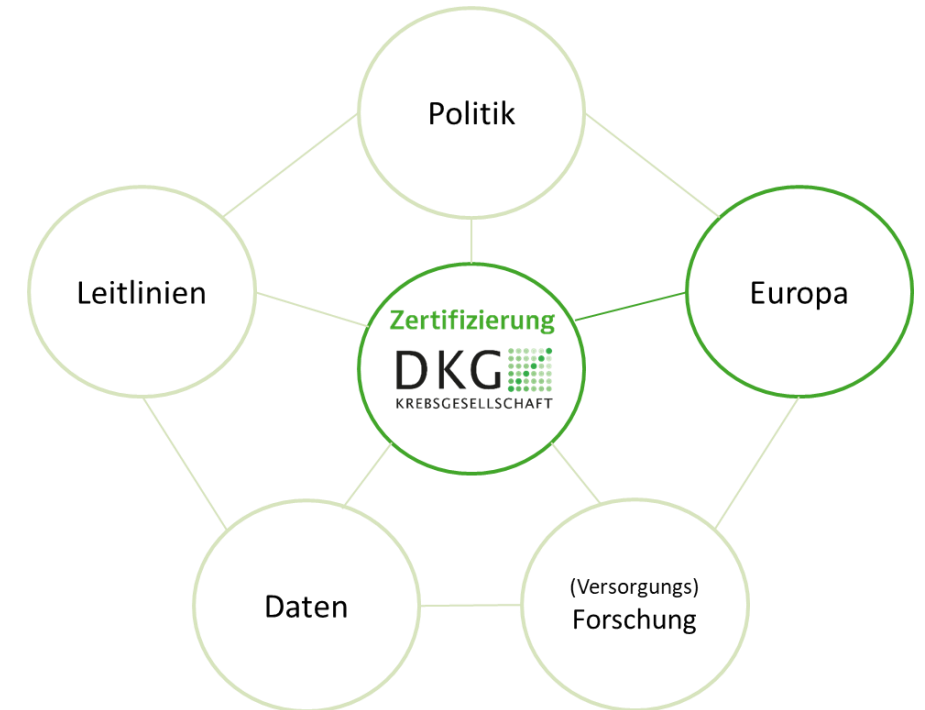 Politik
Leitlinien
Europa
Zertifizierung
DKG
KREBSGESELLSCHAFT
Daten
(Versorgungs)
Forschung